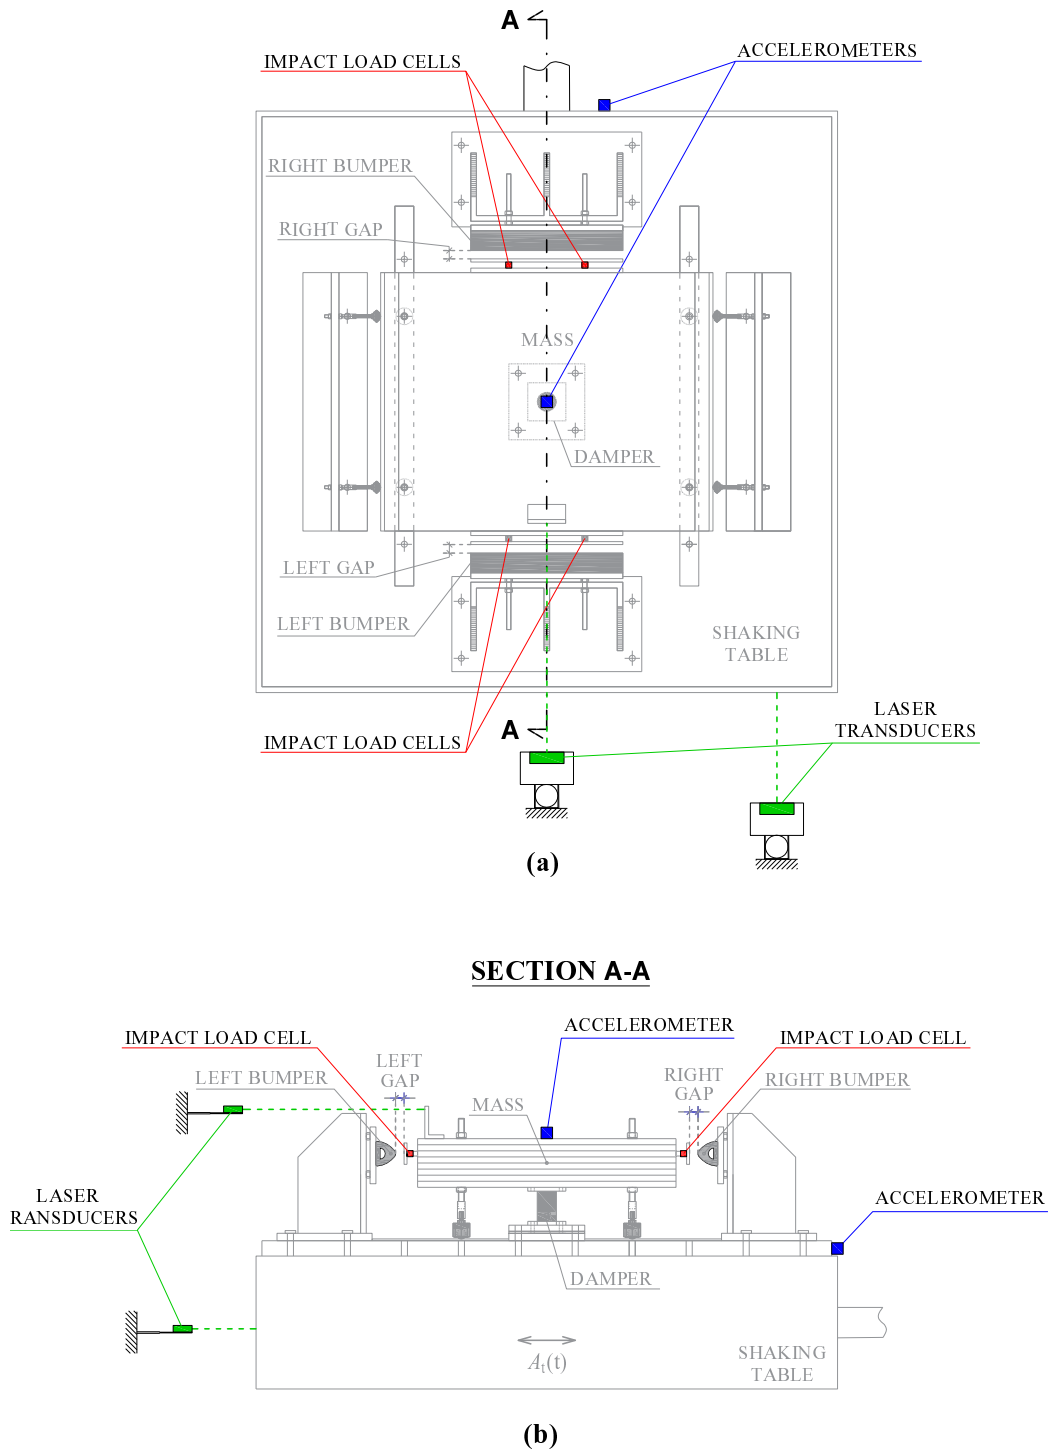 A
IMPACT LOAD CELLS
ACCELEROMETERS
RIGHT BUMPER
RIGHT GAP
MASS
DAMPER
LEFT GAP
LEFT BUMPER
SHAKING
TABLE
A
IMPACT LOAD CELLS
LASER
TRANSDUCERS
(a)
SECTION A-A
ACCELEROMETER
IMPACT LOAD CELL
IMPACT LOAD CELL
LEFT
GAP
LEFT BUMPER
RIGHT
GAP
RIGHT BUMPER
MASS
LASER
RANSDUCERS
ACCELEROMETER
DAMPER
At(t)
SHAKING
TABLE
(b)